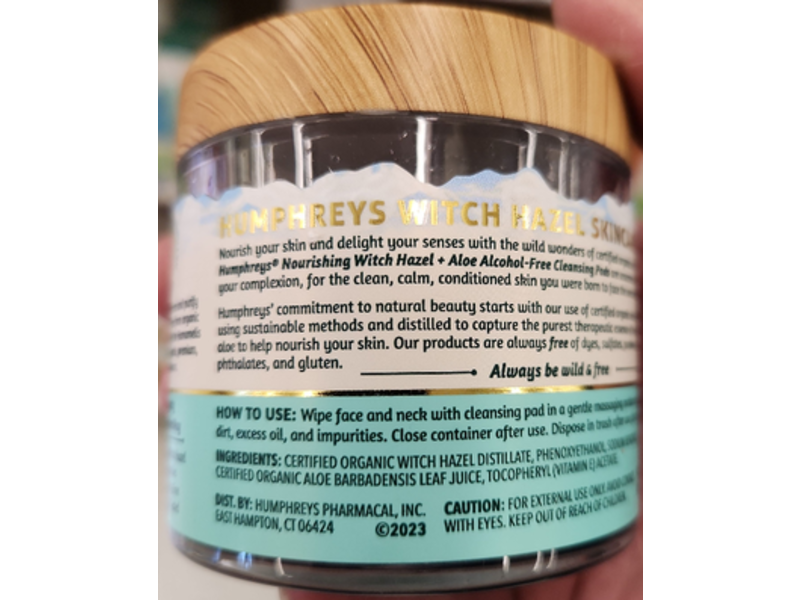 HUMPHREYS WITCH HAZEL
Nourish your skin and delight your senses with the wild wonders of certified
Humphreys® Nourishing Witch Hazel + Aloe Alcohol-Free Cleansing Pads
your complexion, for the clean, calm, conditioned skin you were born to
Humphreys' commitment to natural beauty starts with our use of certified
using sustainable methods and distilled to capture the purest therapeutic
aloe to help nourish your skin. Our products are always free of dyes, sulfates,
phthalates, and gluten.
Always be wild & free
HOW TO USE: Wipe face and neck with cleansing pad in a gentle massaging
dirt, excess oil, and impurities. Close container after use. Dispose in trash
INGREDIENTS: CERTIFIED ORGANIC WITCH HAZEL DISTILLATE, PHENOXYETHANOL,
CERTIFIED ORGANIC ALOE BARBADENSIS LEAF JUICE, TOCOPHERYL (VITAMIN E) ACETATE.
DIST. BY: HUMPHREYS PHARMACAL, INC.
EAST HAMPTON, CT 06424 ©2023
CAUTION: FOR EXTERNAL USE ONLY. AVOID
WITH EYES. KEEP OUT OF REACH OF CHILDREN.